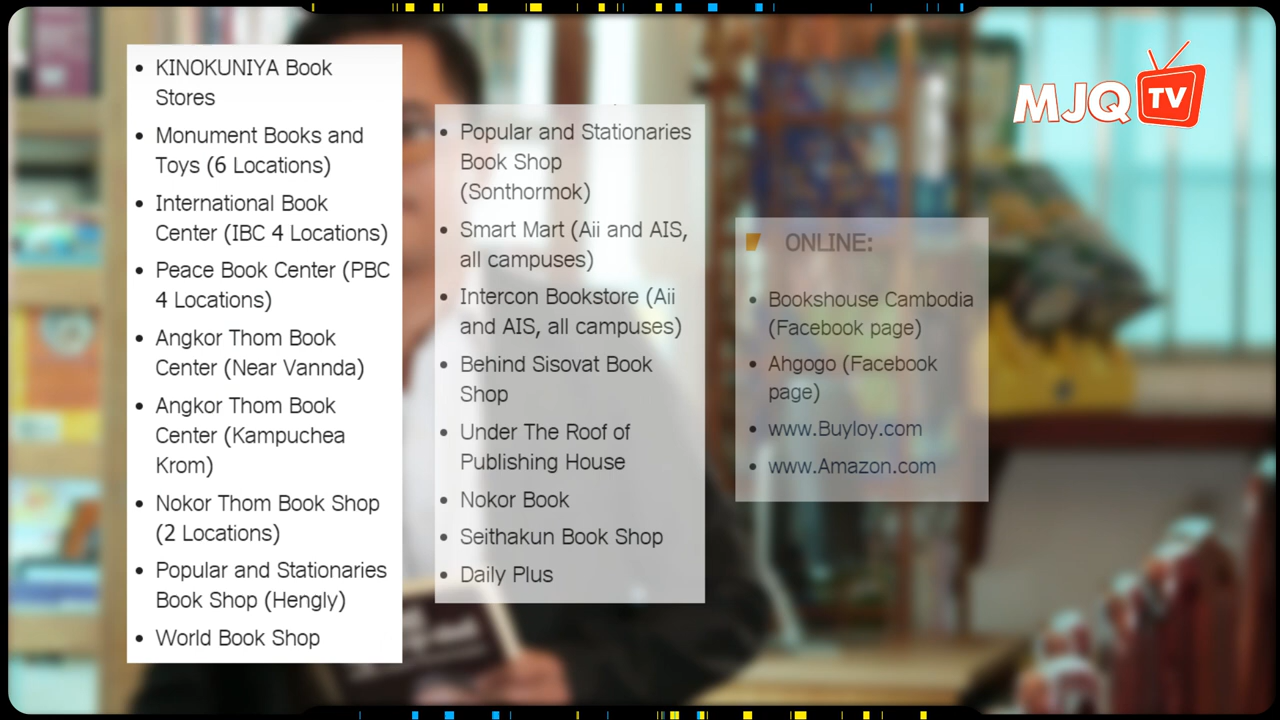 • KINOKUNIYA Book
Stores
• Monument Books and
Toys (6 Locations)
• International Book
Center (IBC 4 Locations)
• Peace Book Center (PBC
4 Locations)
• Angkor Thom Book
Center (Near Vannda)
• Angkor Thom Book
Center (Kampuchea
Krom)
• Nokor Thom Book Shop
(2 Locations)
• Popular and Stationaries
Book Shop (Hengly)
• World Book Shop
• Popular and Stationaries
Book Shop
(Sonthormok)
• Smart Mart (Aii and AIS,
all campuses)
• Intercon Bookstore (Aii
and AIS, all campuses)
• Behind Sisovat Book
Shop
• Under The Roof of
Publishing House
• Nokor Book
• Seithakun Book Shop
• Daily Plus
MJQ TV
ONLINE:
• Bookshouse Cambodia
(Facebook page)
• Ahgogo (Facebook
page)
• www.Buyloy.com
• www.Amazon.com